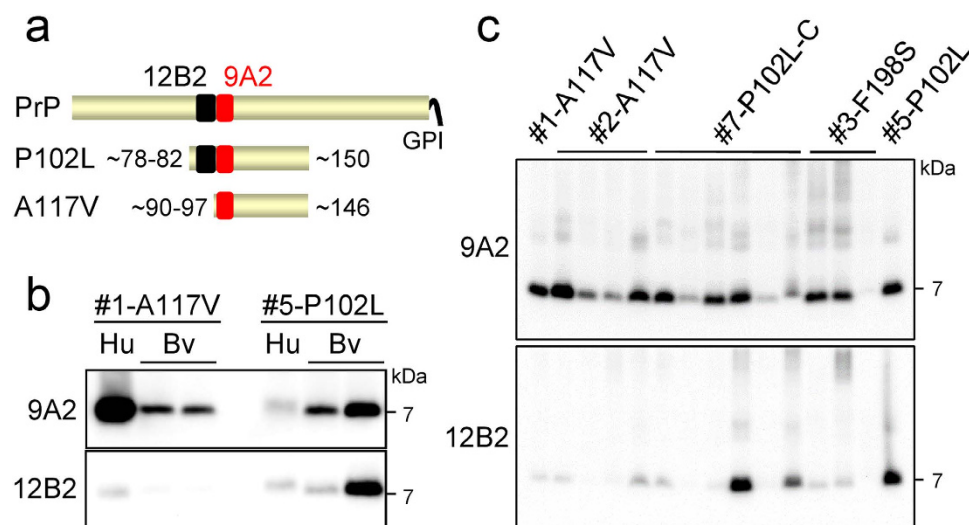 a
12B2 9A2
PrP
GPI
P102L ~78-82 ~150
A117V ~90-97 ~146
b
#1-A117V #5-P102L
Hu Bv Hu Bv
kDa
9A2
7
12B2
7
c
#1-A117V
#2-A117V
#7-P102L-C
#3-F198S
#5-P102L
kDa
9A2
7
12B2
7